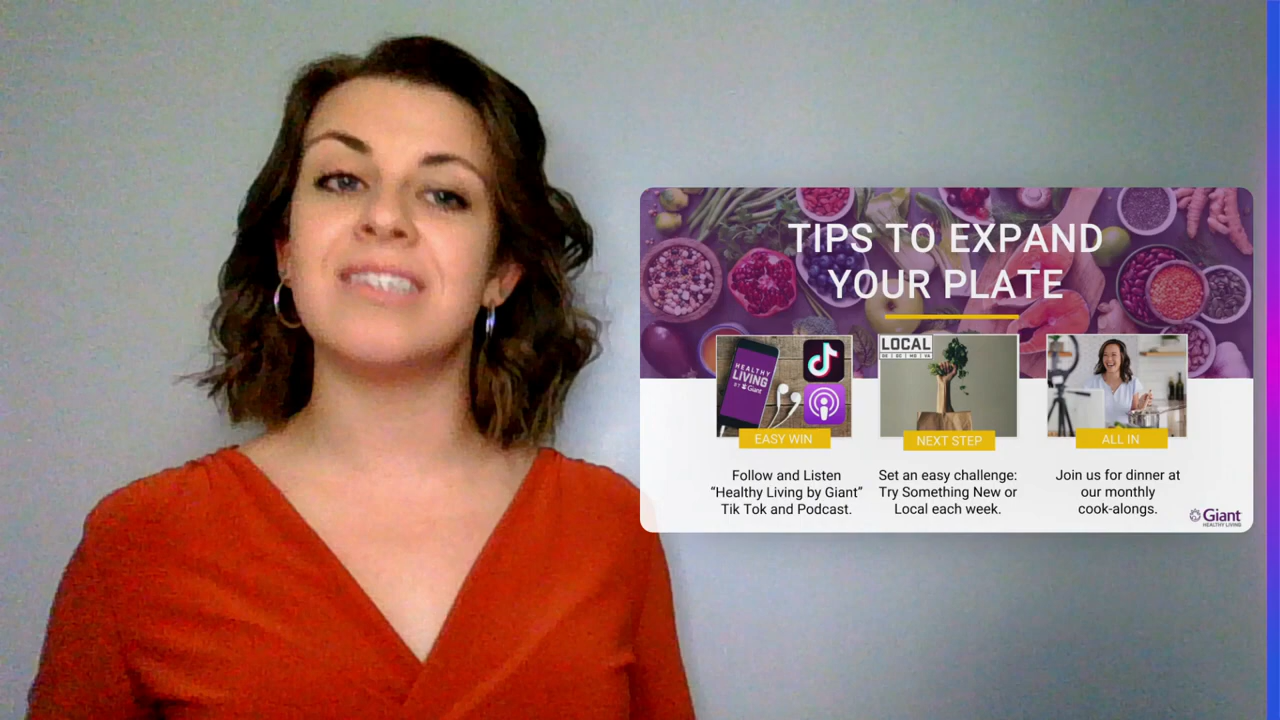 TIPS TO EXPAND
YOUR PLATE
HEALTHY
LIVING
BY Giant
EASY WIN
Follow and Listen
“Healthy Living by Giant”
Tik Tok and Podcast.
LOCAL
NEXT STEP
Set an easy challenge:
Try Something New or
Local each week.
ALL IN
Join us for dinner at
our monthly
cook-alongs.
Giant
HEALTHY LIVING